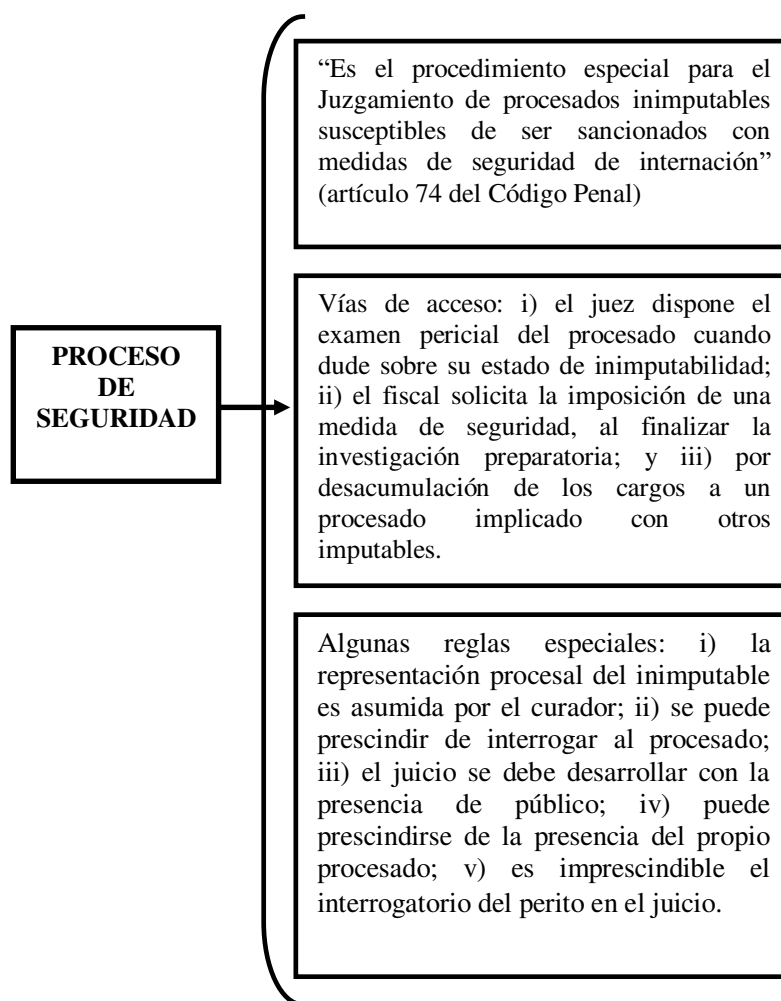 “Es el procedimiento especial para el
Juzgamiento de procesados inimputables
susceptibles de ser sancionados con
medidas de seguridad de internación”
(artículo 74 del Código Penal)
PROCESO
DE
SEGURIDAD
Vías de acceso: i) el juez dispone el
examen pericial del procesado cuando
dude sobre su estado de inimputabilidad;
ii) el fiscal solicita la imposición de una
medida de seguridad, al finalizar la
investigación preparatoria; y iii) por
desacumulación de los cargos a un
procesado implicado con otros
imputables.
Algunas reglas especiales: i) la
representación procesal del inimputable
es asumida por el curador; ii) se puede
prescindir de interrogar al procesado;
iii) el juicio se debe desarrollar con la
presencia de público; iv) puede
prescindirse de la presencia del propio
procesado; v) es imprescindible el
interrogatorio del perito en el juicio.